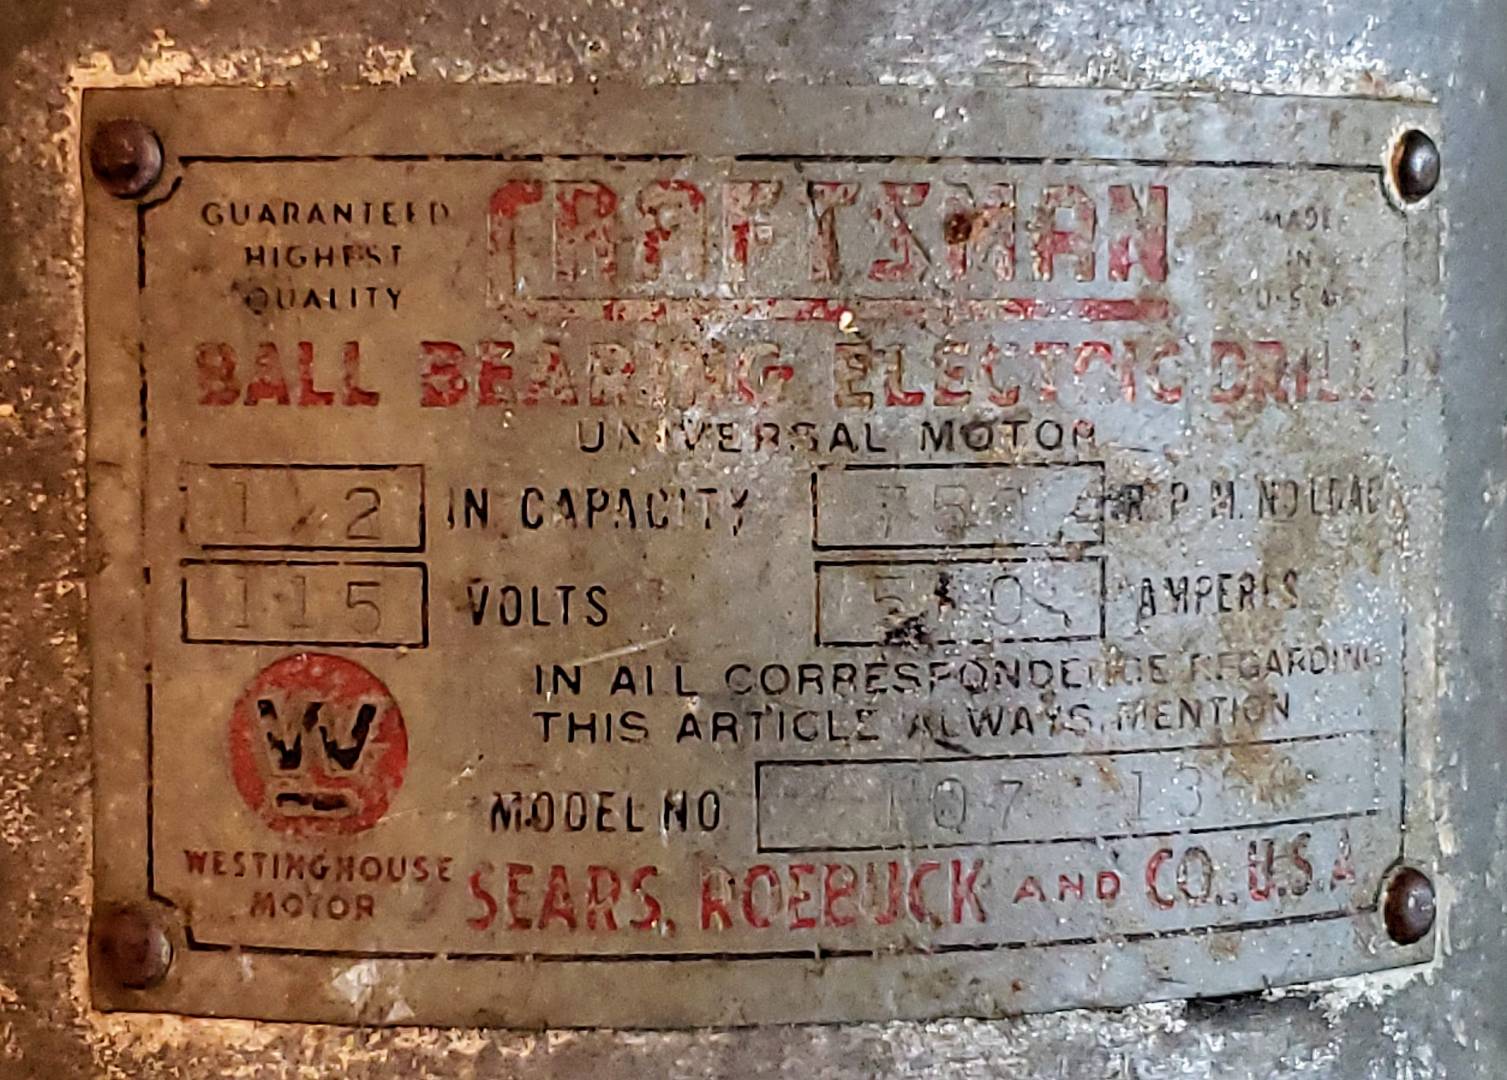 GUARANTEED
HIGHEST
QUALITY
CRAFTSMAN
MADE
IN
U.S.A.
BALL BEARING ELECTRIC DRILL
UNIVERSAL MOTOR
1/2 IN CAPACITY
R.P.M. NO LOAD
115 VOLTS
AMPERES
IN ALL CORRESPONDENCE REGARDING
THIS ARTICLE ALWAYS MENTION
W
MODEL NO
WESTINGHOUSE
MOTOR
SEARS, ROEBUCK AND CO., U.S.A.